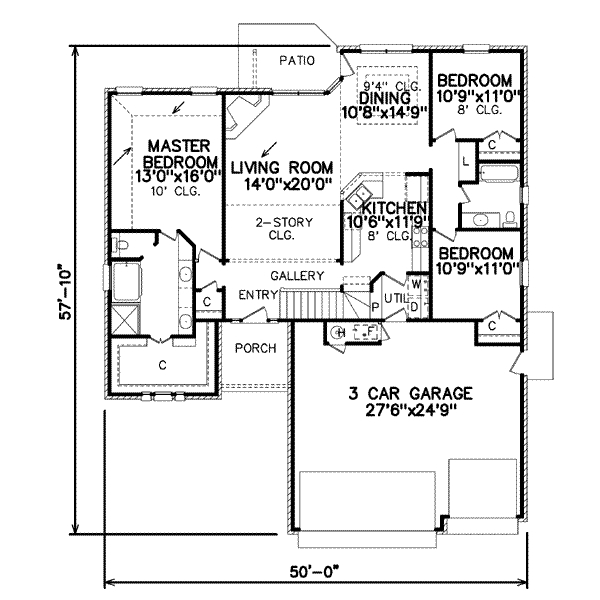 PATIO
9'4" CLG.
DINING
10'8"x14'9"
BEDROOM
10'9"x11'0"
8' CLG.
C
L
MASTER
BEDROOM
13'0"x16'0"
10' CLG.
LIVING ROOM
14'0"x20'0"
2-STORY
CLG.
KITCHEN
10'6"x11'9"
8' CLG.
BEDROOM
10'9"x11'0"
C
GALLERY
ENTRY
C
P
UTIL
W
D
H
F
PORCH
C
3 CAR GARAGE
27'6"x24'9"
57'-10"
50'-0"